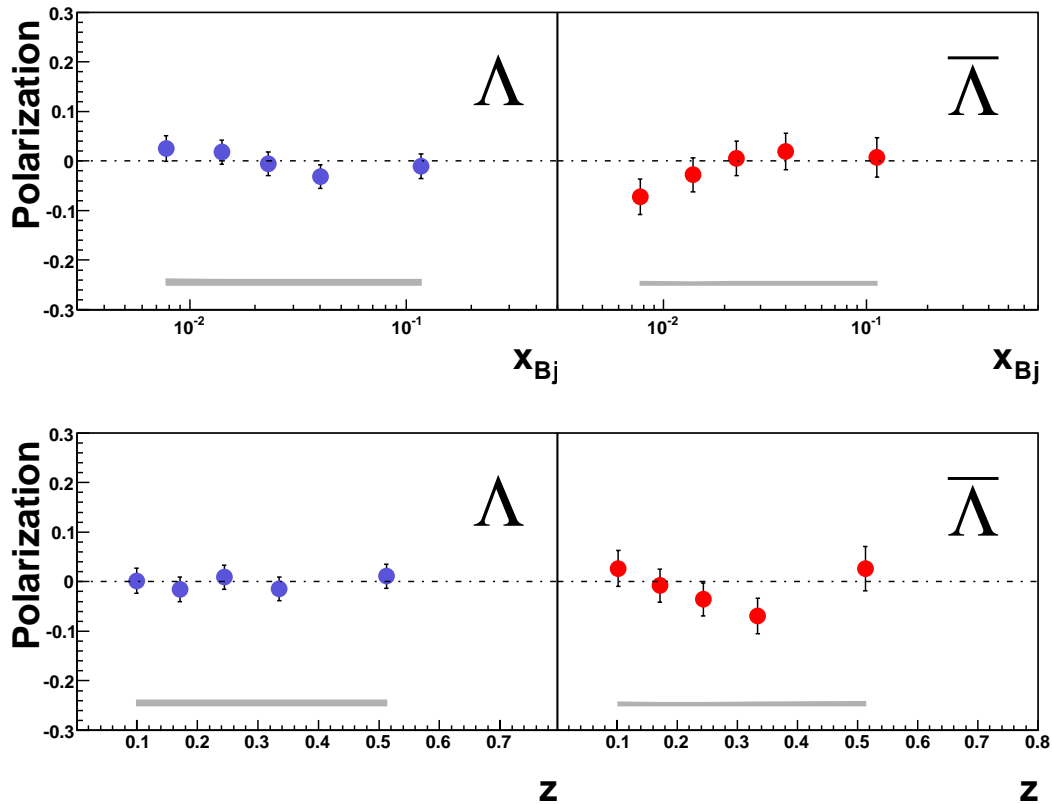 Polarization
0.3
0.2
0.1
0
-0.1
-0.2
-0.3
Λ
Λ̅
10⁻² 10⁻¹ 10⁻² 10⁻¹
x_Bj x_Bj
Polarization
0.3
0.2
0.1
0
-0.1
-0.2
-0.3
Λ
Λ̅
0.1 0.2 0.3 0.4 0.5 0.6 0.7 0.1 0.2 0.3 0.4 0.5 0.6 0.7 0.8
z z